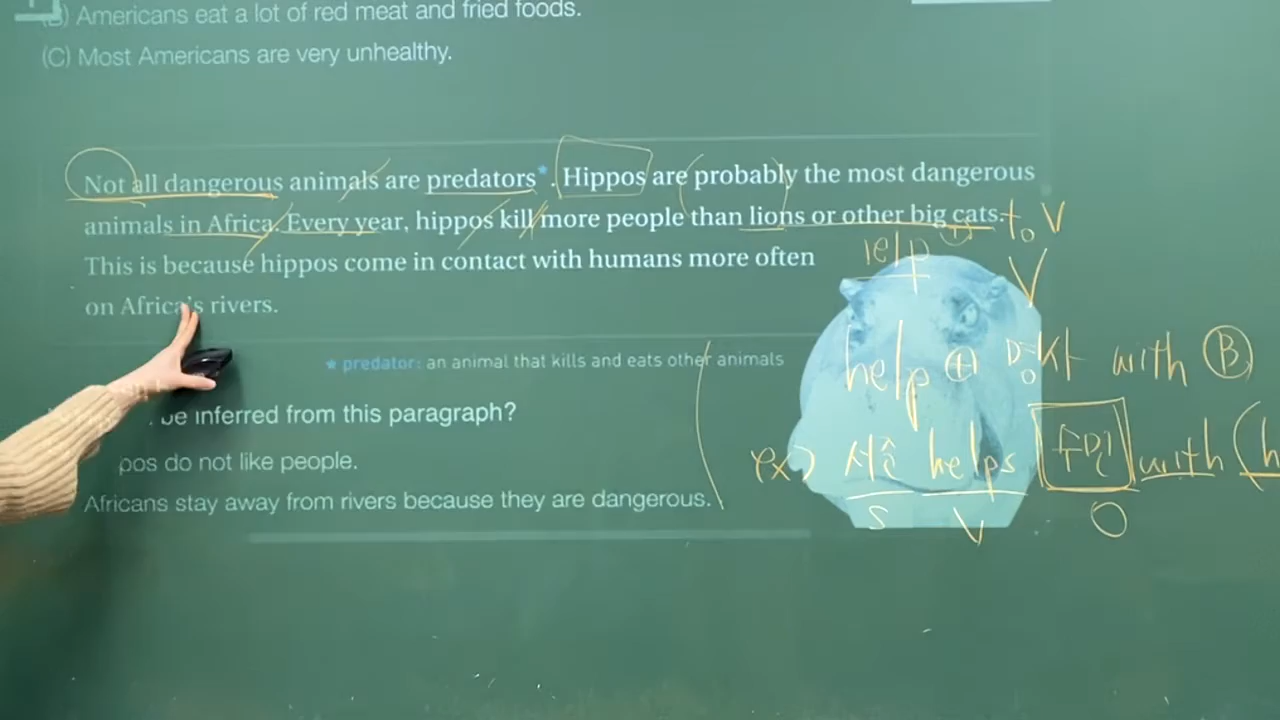 (B) Americans eat a lot of red meat and fried foods.
(C) Most Americans are very unhealthy.
Not all dangerous animals are predators*. Hippos are probably the most dangerous
animals in Africa. Every year, hippos kill more people than lions or other big cats.
This is because hippos come in contact with humans more often
on Africa's rivers.
* predator: an animal that kills and eats other animals
be inferred from this paragraph?
pos do not like people.
Africans stay away from rivers because they are dangerous.
to V
help
V
help + with B
ex) helps with (h
S V O